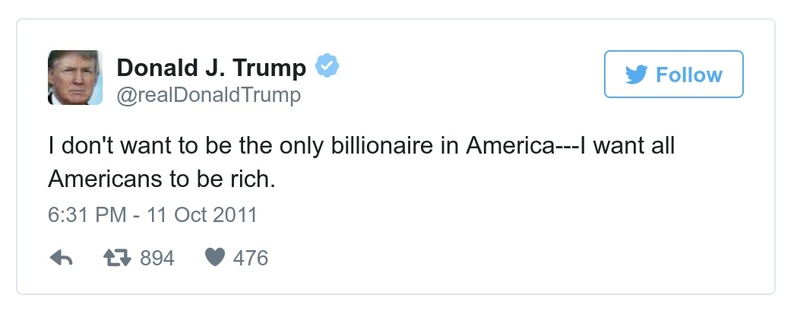 Donald J. Trump
@realDonaldTrump
Follow
I don't want to be the only billionaire in America---I want all
Americans to be rich.
6:31 PM - 11 Oct 2011
894 476